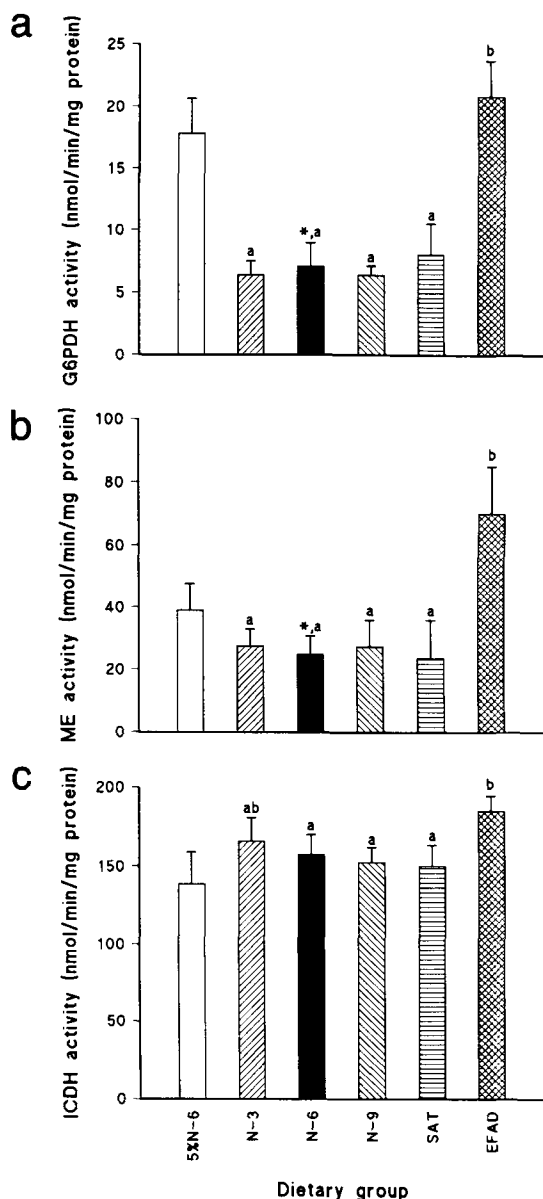 a
G6PDH activity (nmol/min/mg protein)
25
20
15
10
5
0
a
*,a
a
a
b
b
ME activity (nmol/min/mg protein)
100
80
60
40
20
0
a
*,a
a
a
b
c
ICDH activity (nmol/min/mg protein)
200
150
100
50
0
ab
a
a
a
b
5%N-6
N-3
N-6
N-9
SAT
EFAD
Dietary group